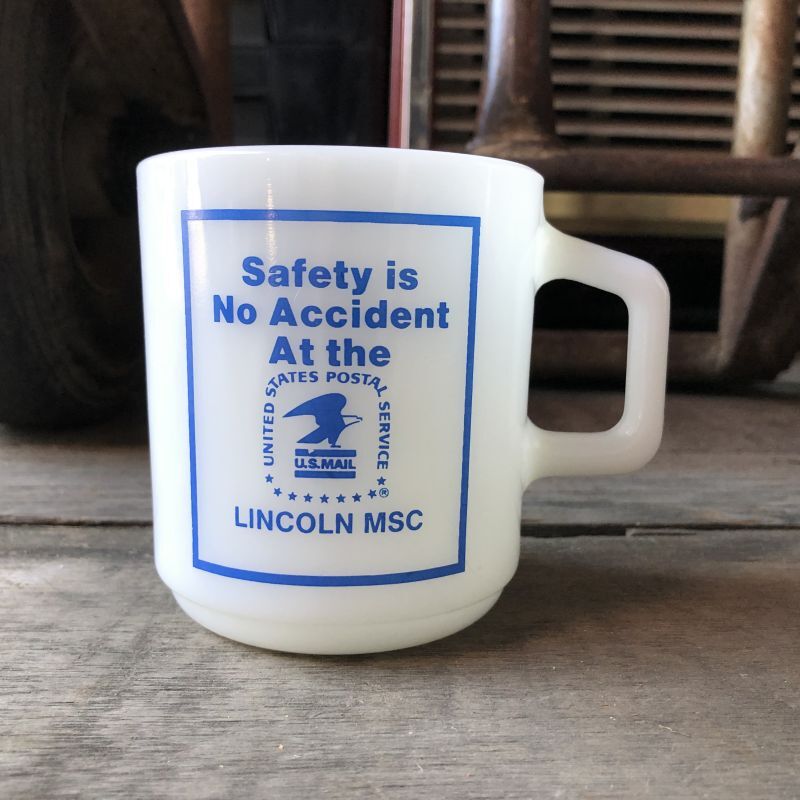 Safety is
No Accident
At the
UNITED STATES POSTAL SERVICE
U.S.MAIL
®
LINCOLN MSC